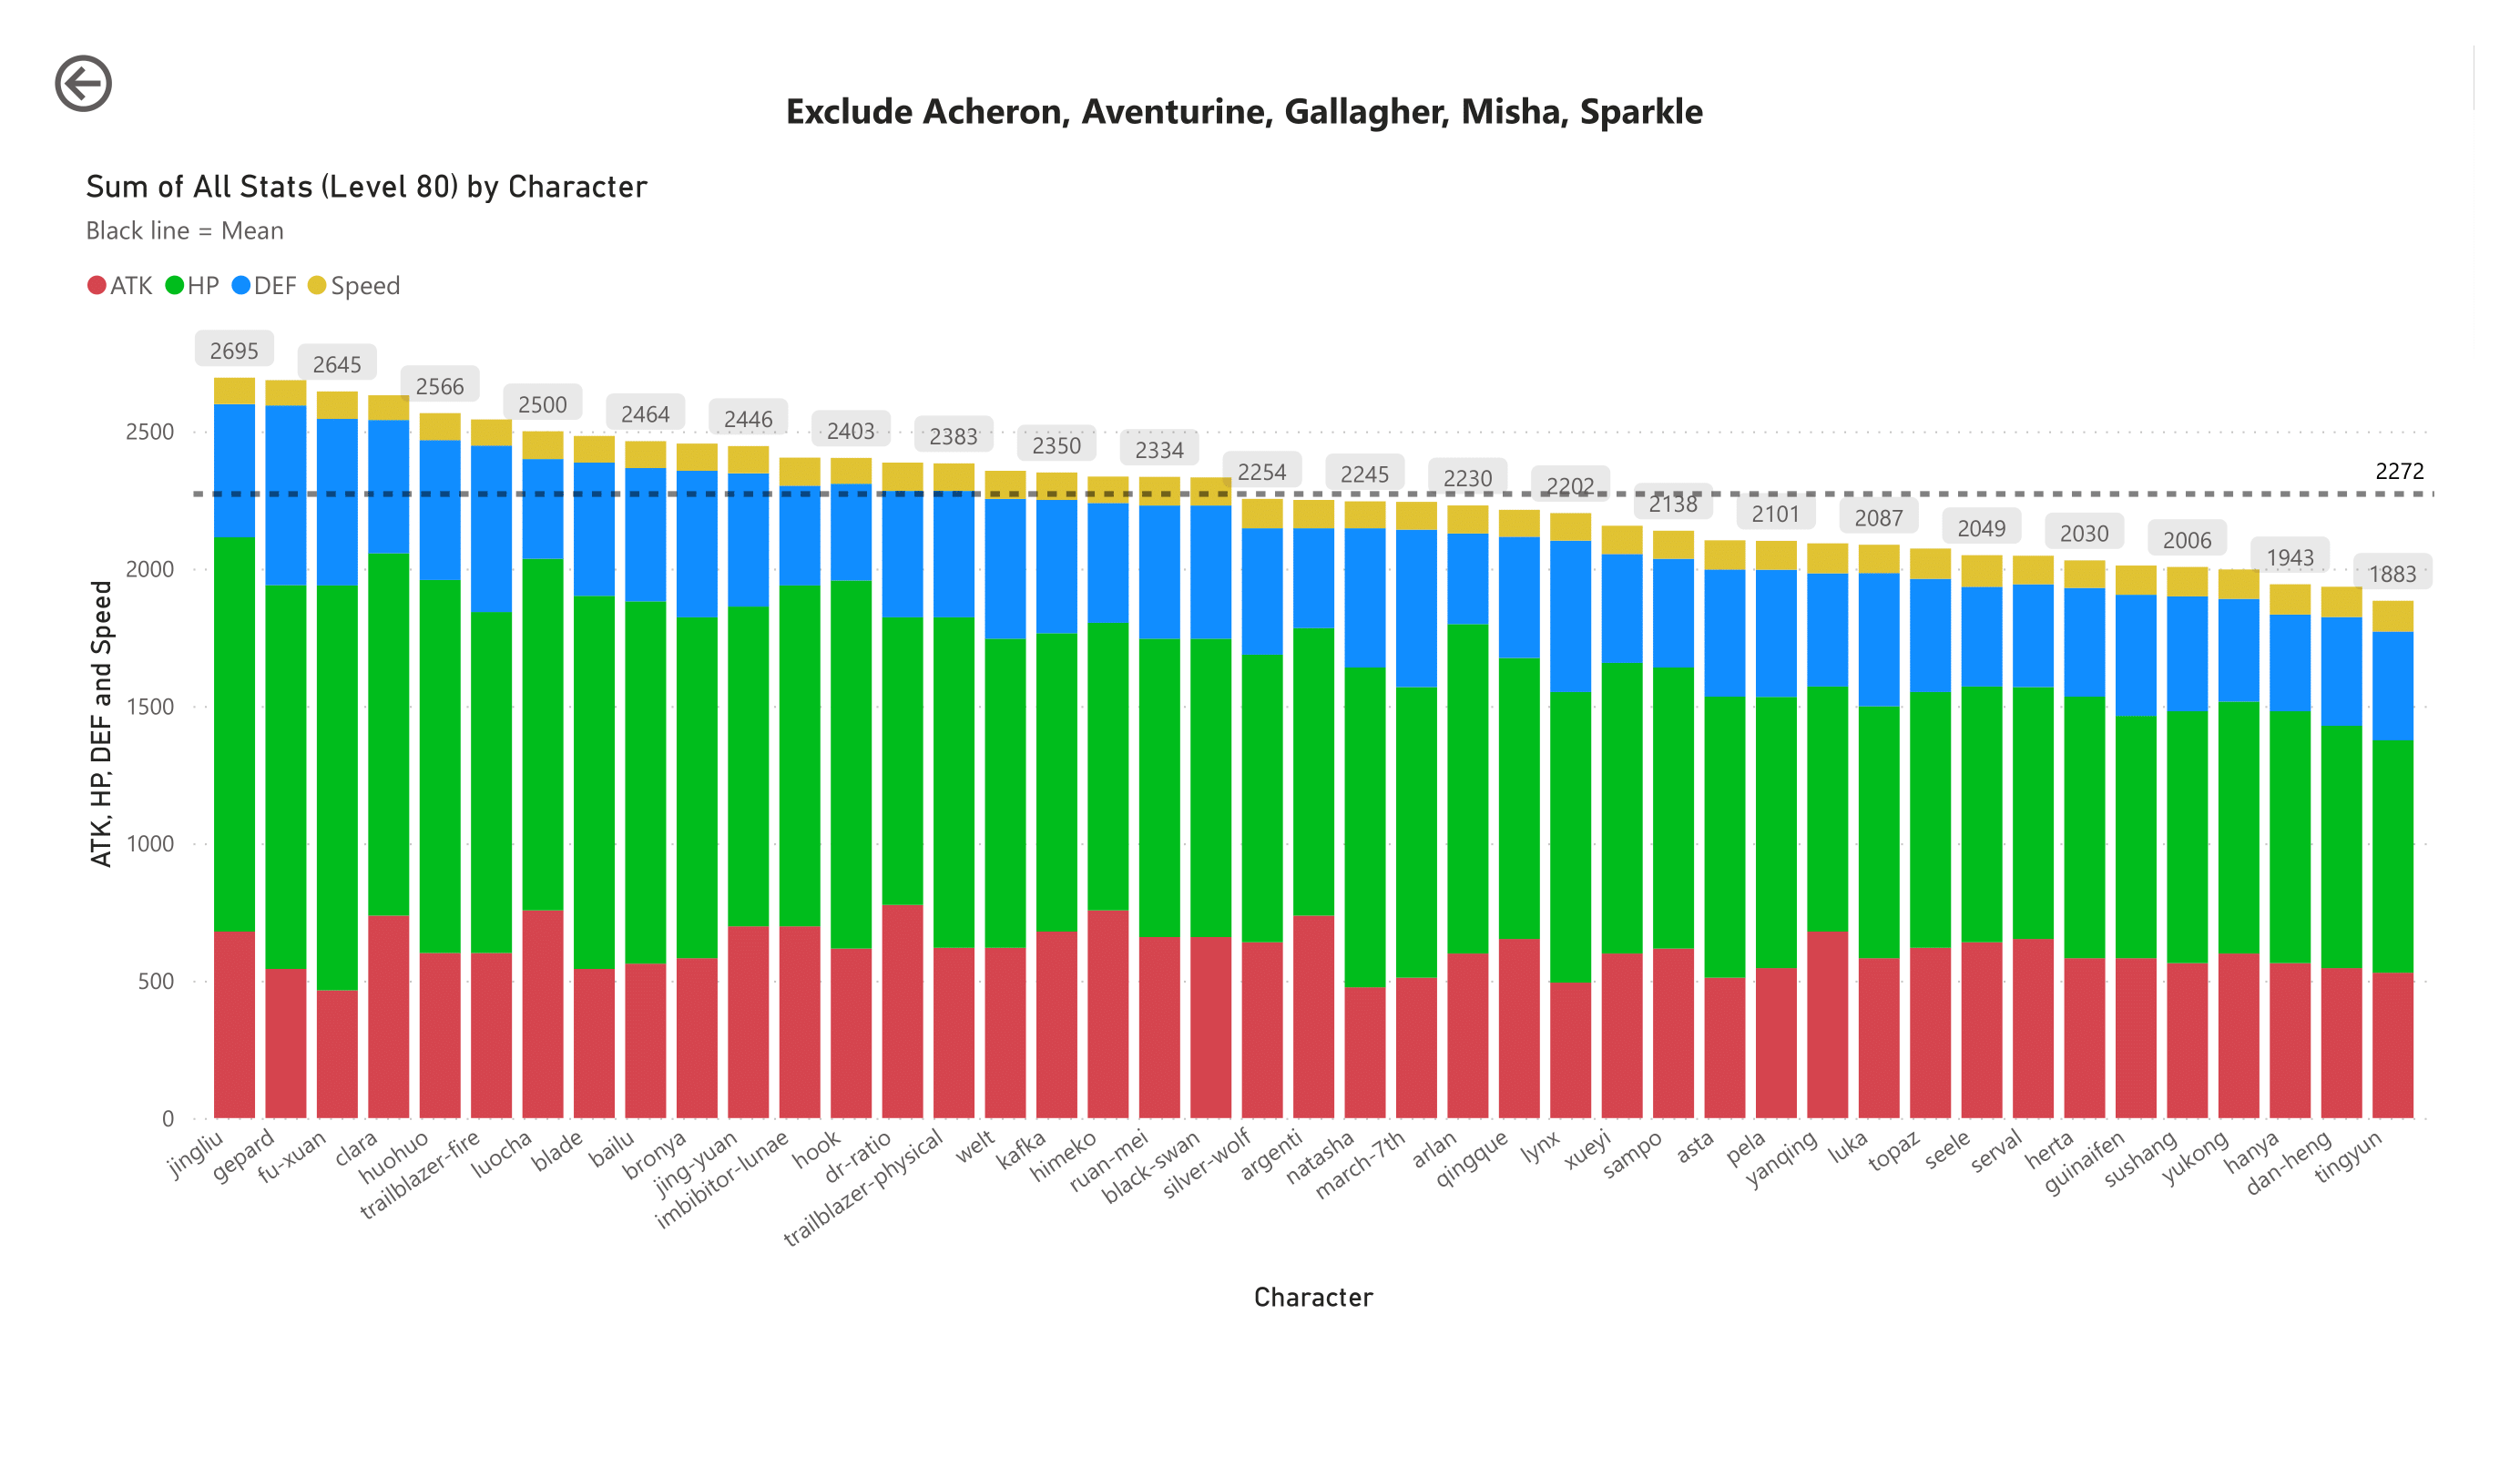 Exclude Acheron, Aventurine, Gallagher, Misha, Sparkle
Sum of All Stats (Level 80) by Character
Black line = Mean
ATK HP DEF Speed
2695
2645
2566
2500
2464
2446
2403
2383
2350
2334
2254
2245
2230
2202
2138
2101
2087
2049
2030
2006
1943
1883
2272
ATK, HP, DEF and Speed
2500
2000
1500
1000
500
0
jingliu
gepard
fu-xuan
clara
huohuo
trailblazer-fire
luocha
blade
bailu
bronya
jing-yuan
imbibitor-lunae
hook
dr-ratio
trailblazer-physical
welt
kafka
himeko
ruan-mei
black-swan
silver-wolf
argenti
natasha
march-7th
arlan
qingque
lynx
xueyi
sampo
asta
pela
yanqing
luka
topaz
seele
serval
herta
guinaifen
sushang
yukong
hanya
dan-heng
tingyun
Character